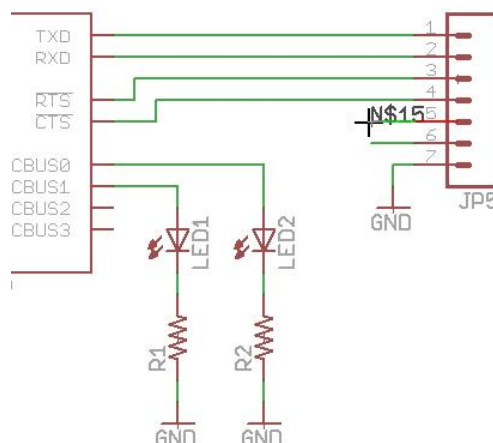 TXD
RXD
RTS
CTS
CBUS0
CBUS1
CBUS2
CBUS3
1
2
3
4
N$15
5
6
7
JP5
GND
LED1
LED2
R1
R2
GND
GND